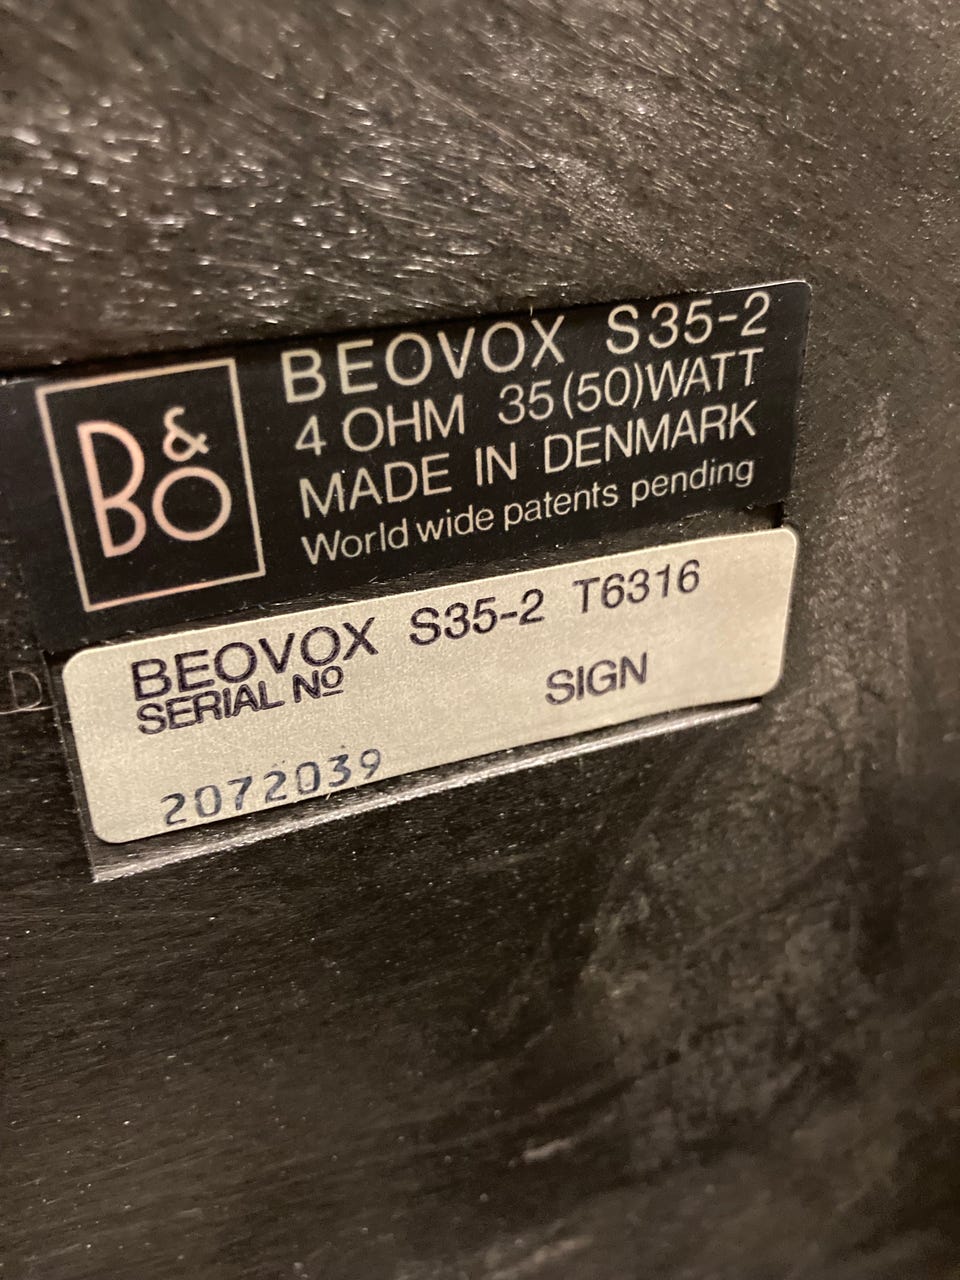 B&O
BEOVOX S35-2
4 OHM 35(50)WATT
MADE IN DENMARK
World wide patents pending
BEOVOX S35-2 T6316
SERIAL Nº SIGN
2072039